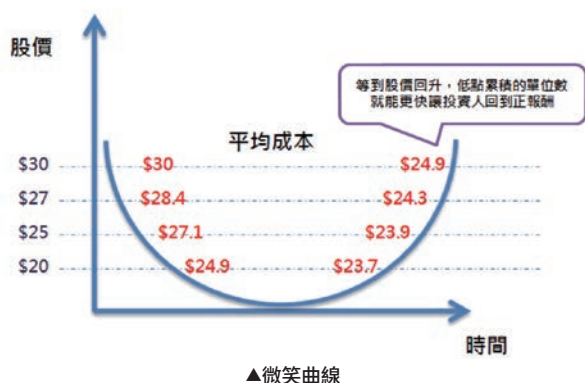 股價
等到股價回升，低點累積的單位數
就能更快讓投資人回到正報酬
平均成本
$30 $30 $24.9
$27 $28.4 $24.3
$25 $27.1 $23.9
$20 $24.9 $23.7
時間
▲微笑曲線